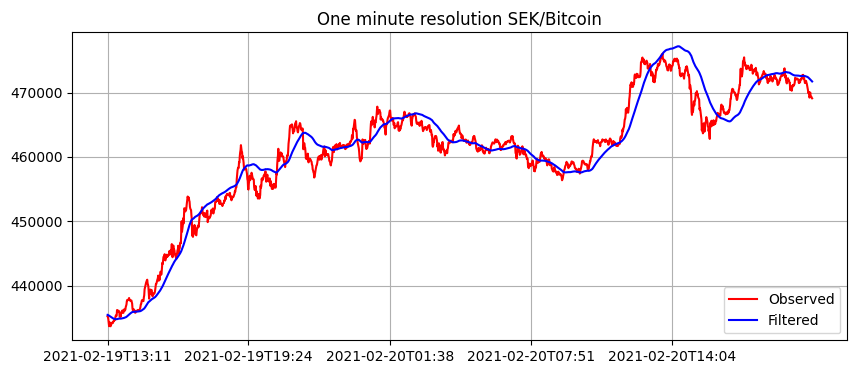 One minute resolution SEK/Bitcoin
470000
460000
450000
440000
Observed
Filtered
2021-02-19T13:11 2021-02-19T19:24 2021-02-20T01:38 2021-02-20T07:51 2021-02-20T14:04